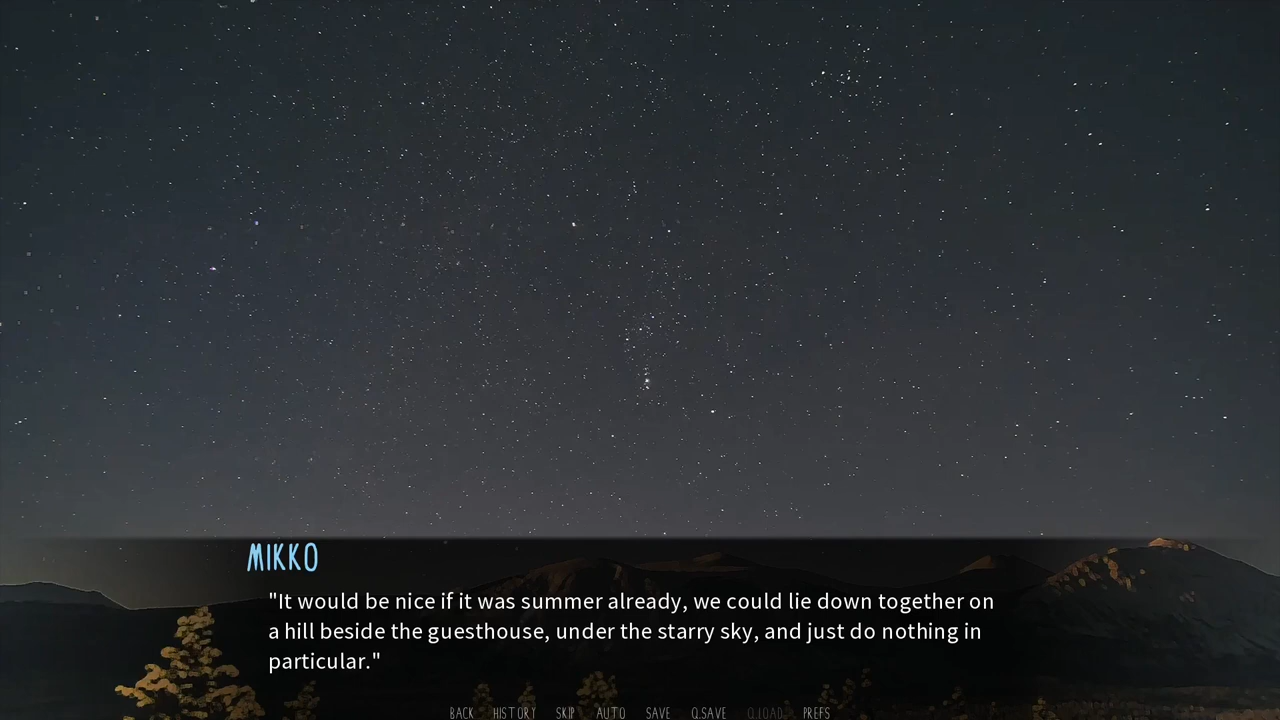 MIKKO
"It would be nice if it was summer already, we could lie down together on
a hill beside the guesthouse, under the starry sky, and just do nothing in
particular."
BACK HISTORY SKIP AUTO SAVE Q.SAVE Q.LOAD PREFS